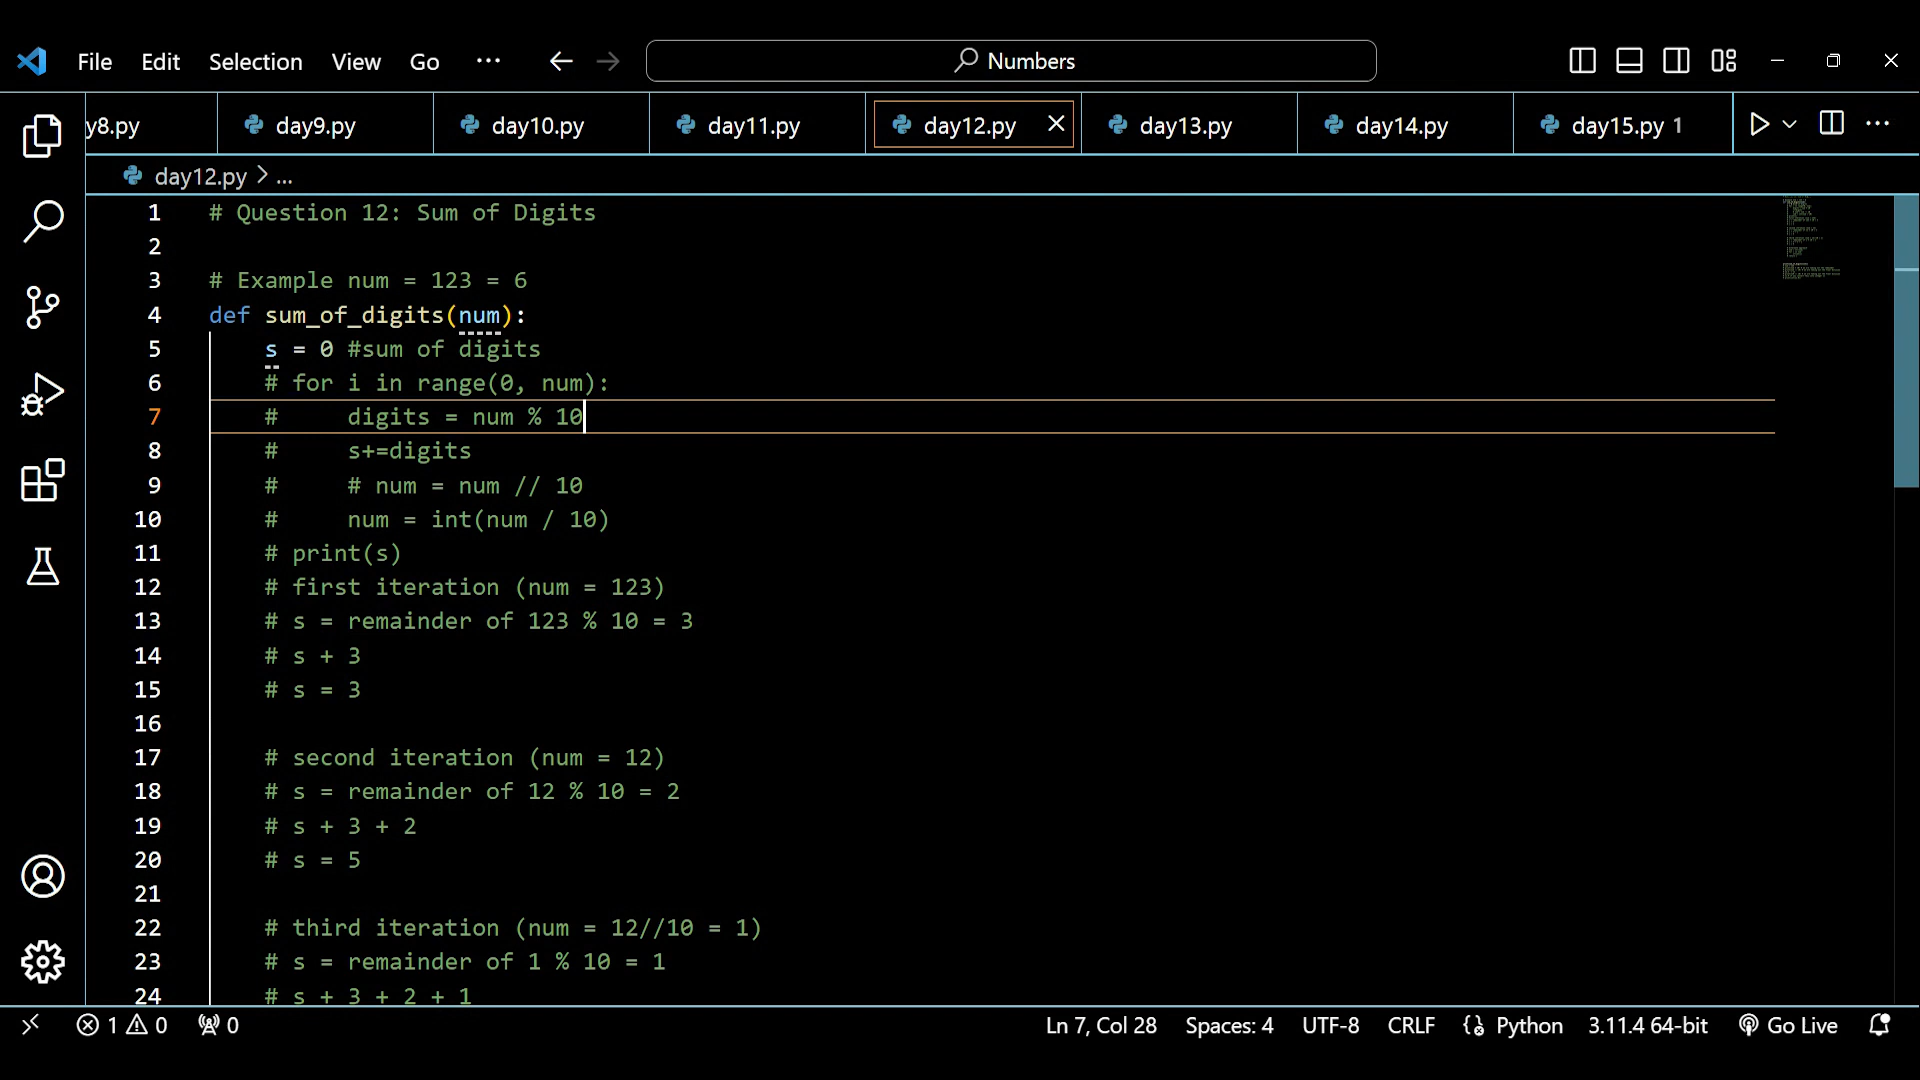 File Edit Selection View Go ··· Numbers
y8.py day9.py day10.py day11.py day12.py day13.py day14.py day15.py 1
day12.py > ...
1 # Question 12: Sum of Digits
2
3 # Example num = 123 = 6
4 def sum_of_digits(num):
5 s = 0 #sum of digits
6 # for i in range(0, num):
7 # digits = num % 10
8 # s+=digits
9 # # num = num // 10
10 # num = int(num / 10)
11 # print(s)
12 # first iteration (num = 123)
13 # s = remainder of 123 % 10 = 3
14 # s + 3
15 # s = 3
16
17 # second iteration (num = 12)
18 # s = remainder of 12 % 10 = 2
19 # s + 3 + 2
20 # s = 5
21
22 # third iteration (num = 12//10 = 1)
23 # s = remainder of 1 % 10 = 1
24 # s + 3 + 2 + 1
1 0 0 Ln 7, Col 28 Spaces: 4 UTF-8 CRLF Python 3.11.4 64-bit Go Live